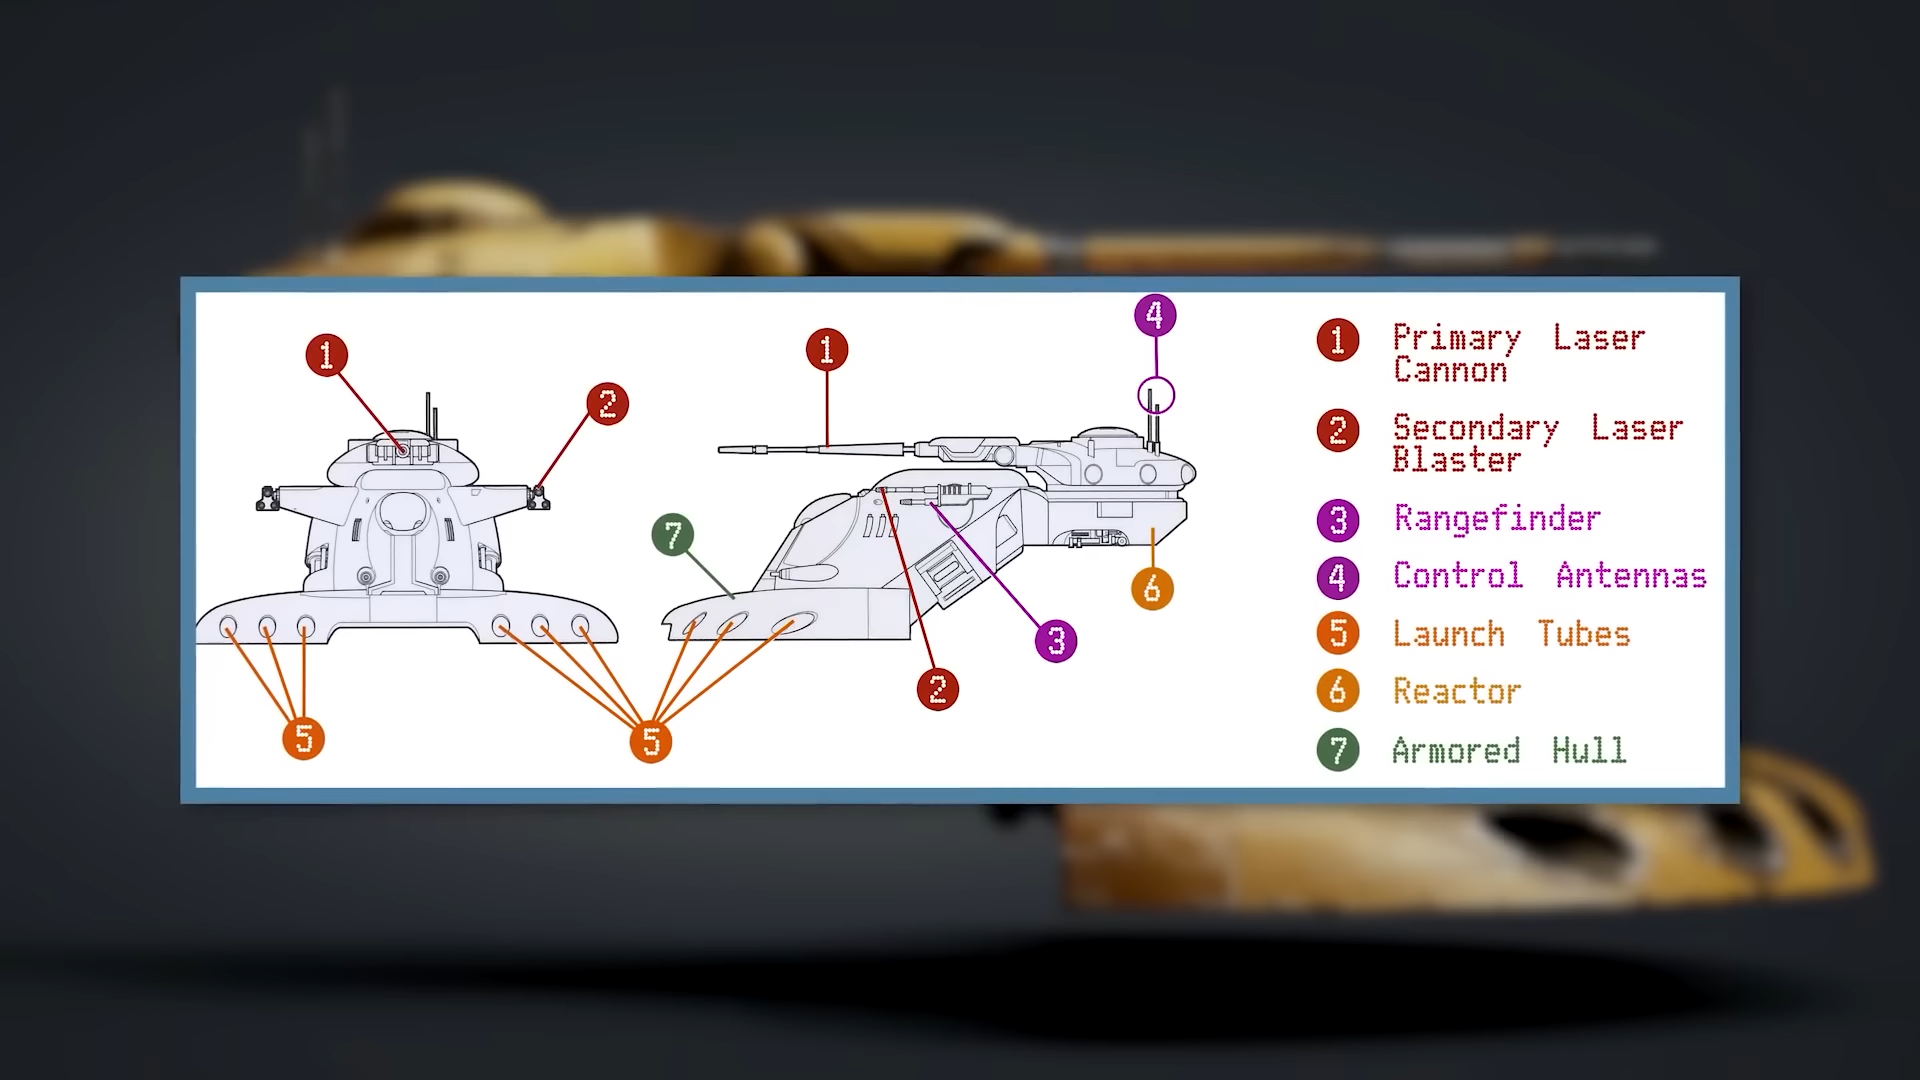 1
2
1
4
7
6
3
2
5
5
1 Primary Laser
Cannon
2 Secondary Laser
Blaster
3 Rangefinder
4 Control Antennas
5 Launch Tubes
6 Reactor
7 Armored Hull